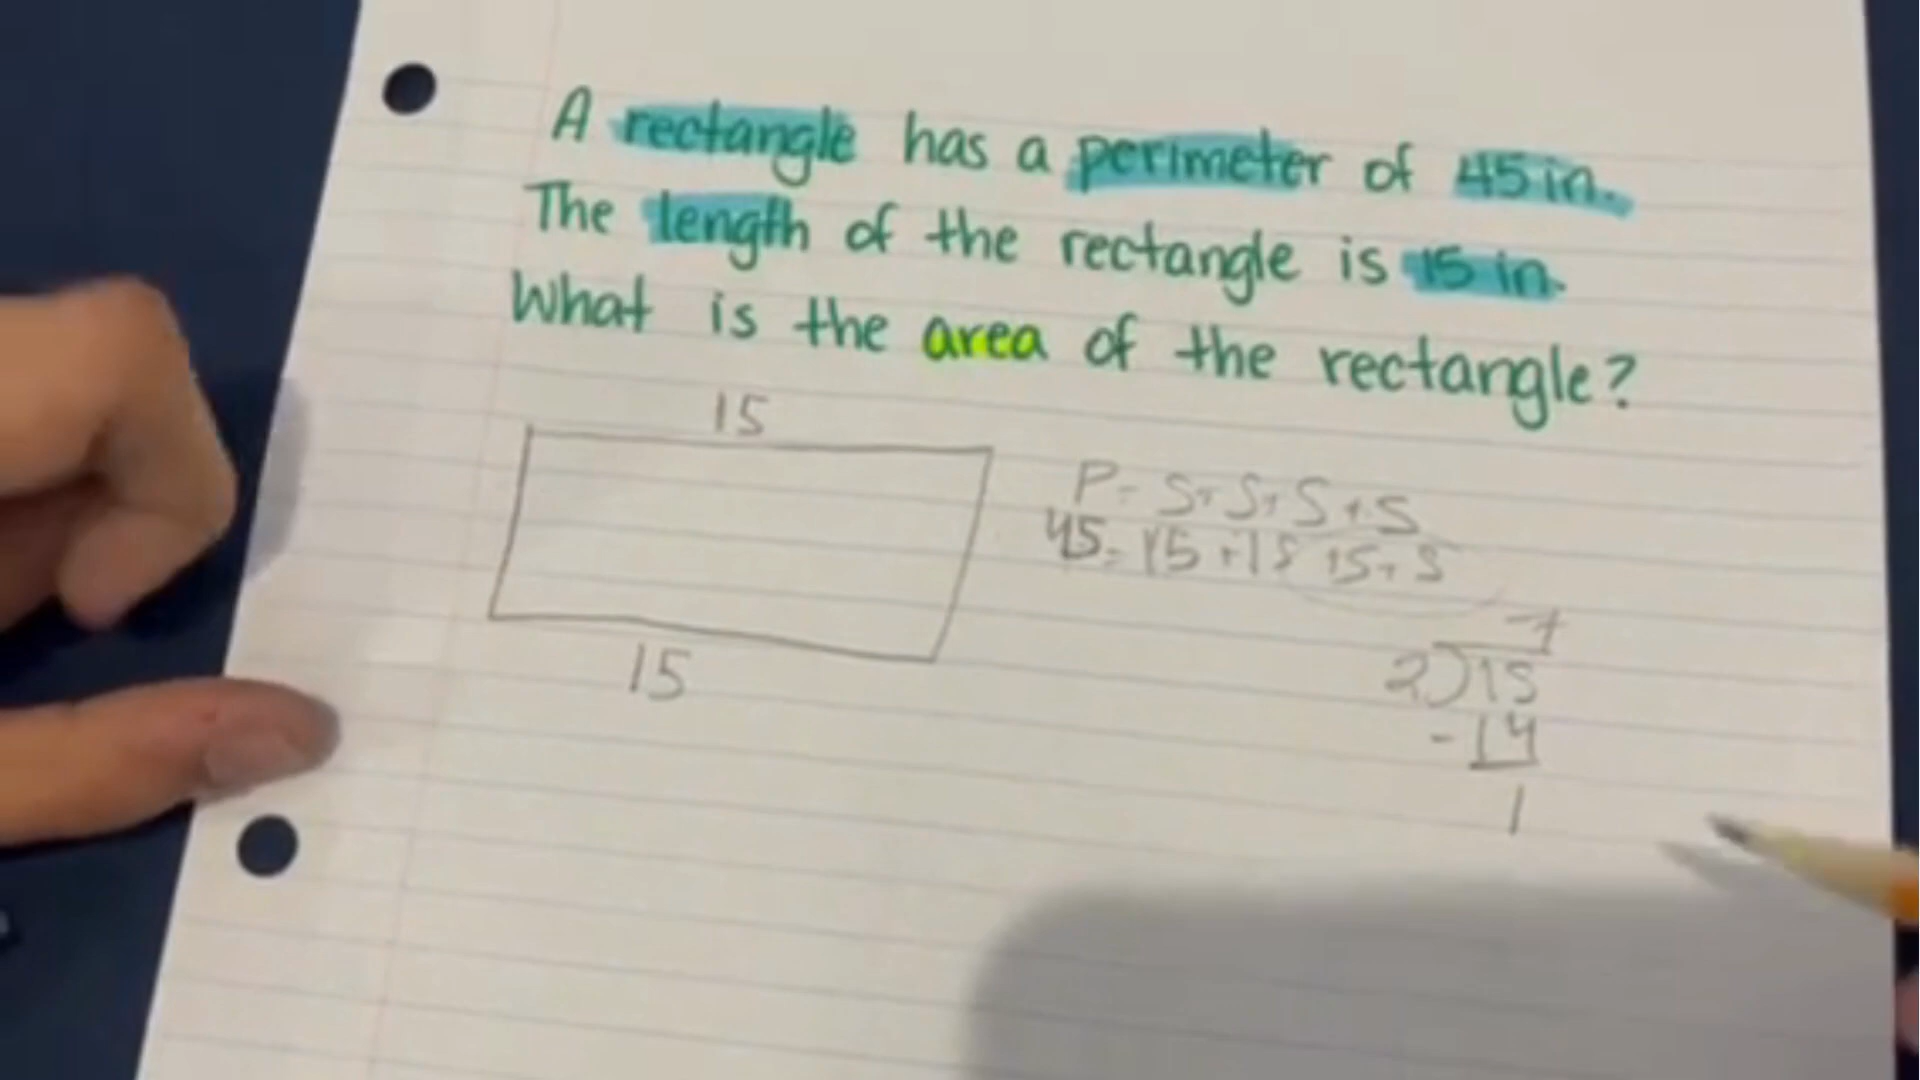 A rectangle has a perimeter of 45 in.
The length of the rectangle is 15 in.
What is the area of the rectangle?
15
P = S+S+S+S
45 = 15+15+S+S
15
7
2)15
-14
1